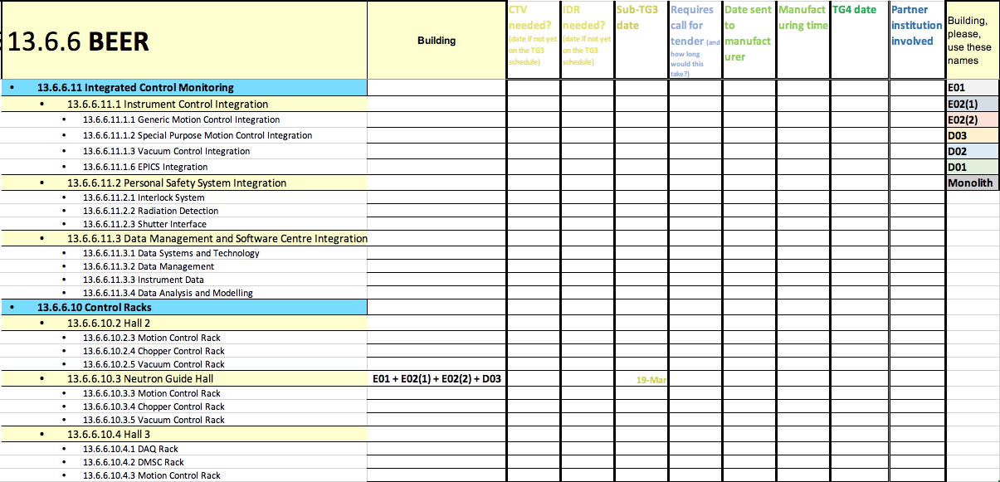 13.6.6 BEER
Building
CTV needed? (date if not yet on the TG3 schedule)
IDR needed? (date if not yet on the TG3 schedule)
Sub-TG3 date
Requires call for tender (and how long would this take?)
Date sent to manufact urer
Manufact uring time
TG4 date
Partner institution involved
Building, please, use these names
• 13.6.6.11 Integrated Control Monitoring
E01
• 13.6.6.11.1 Instrument Control Integration
E02(1)
• 13.6.6.11.1.1 Generic Motion Control Integration
E02(2)
• 13.6.6.11.1.2 Special Purpose Motion Control Integration
D03
• 13.6.6.11.1.3 Vacuum Control Integration
D02
• 13.6.6.11.1.6 EPICS Integration
D01
• 13.6.6.11.2 Personal Safety System Integration
Monolith
• 13.6.6.11.2.1 Interlock System
• 13.6.6.11.2.2 Radiation Detection
• 13.6.6.11.2.3 Shutter Interface
• 13.6.6.11.3 Data Management and Software Centre Integration
• 13.6.6.11.3.1 Data Systems and Technology
• 13.6.6.11.3.2 Data Management
• 13.6.6.11.3.3 Instrument Data
• 13.6.6.11.3.4 Data Analysis and Modelling
• 13.6.6.10 Control Racks
• 13.6.6.10.2 Hall 2
• 13.6.6.10.2.3 Motion Control Rack
• 13.6.6.10.2.4 Chopper Control Rack
• 13.6.6.10.2.5 Vacuum Control Rack
• 13.6.6.10.3 Neutron Guide Hall
E01 + E02(1) + E02(2) + D03
19-Mar
• 13.6.6.10.3.3 Motion Control Rack
• 13.6.6.10.3.4 Chopper Control Rack
• 13.6.6.10.3.5 Vacuum Control Rack
• 13.6.6.10.4 Hall 3
• 13.6.6.10.4.1 DAQ Rack
• 13.6.6.10.4.2 DMSC Rack
• 13.6.6.10.4.3 Motion Control Rack